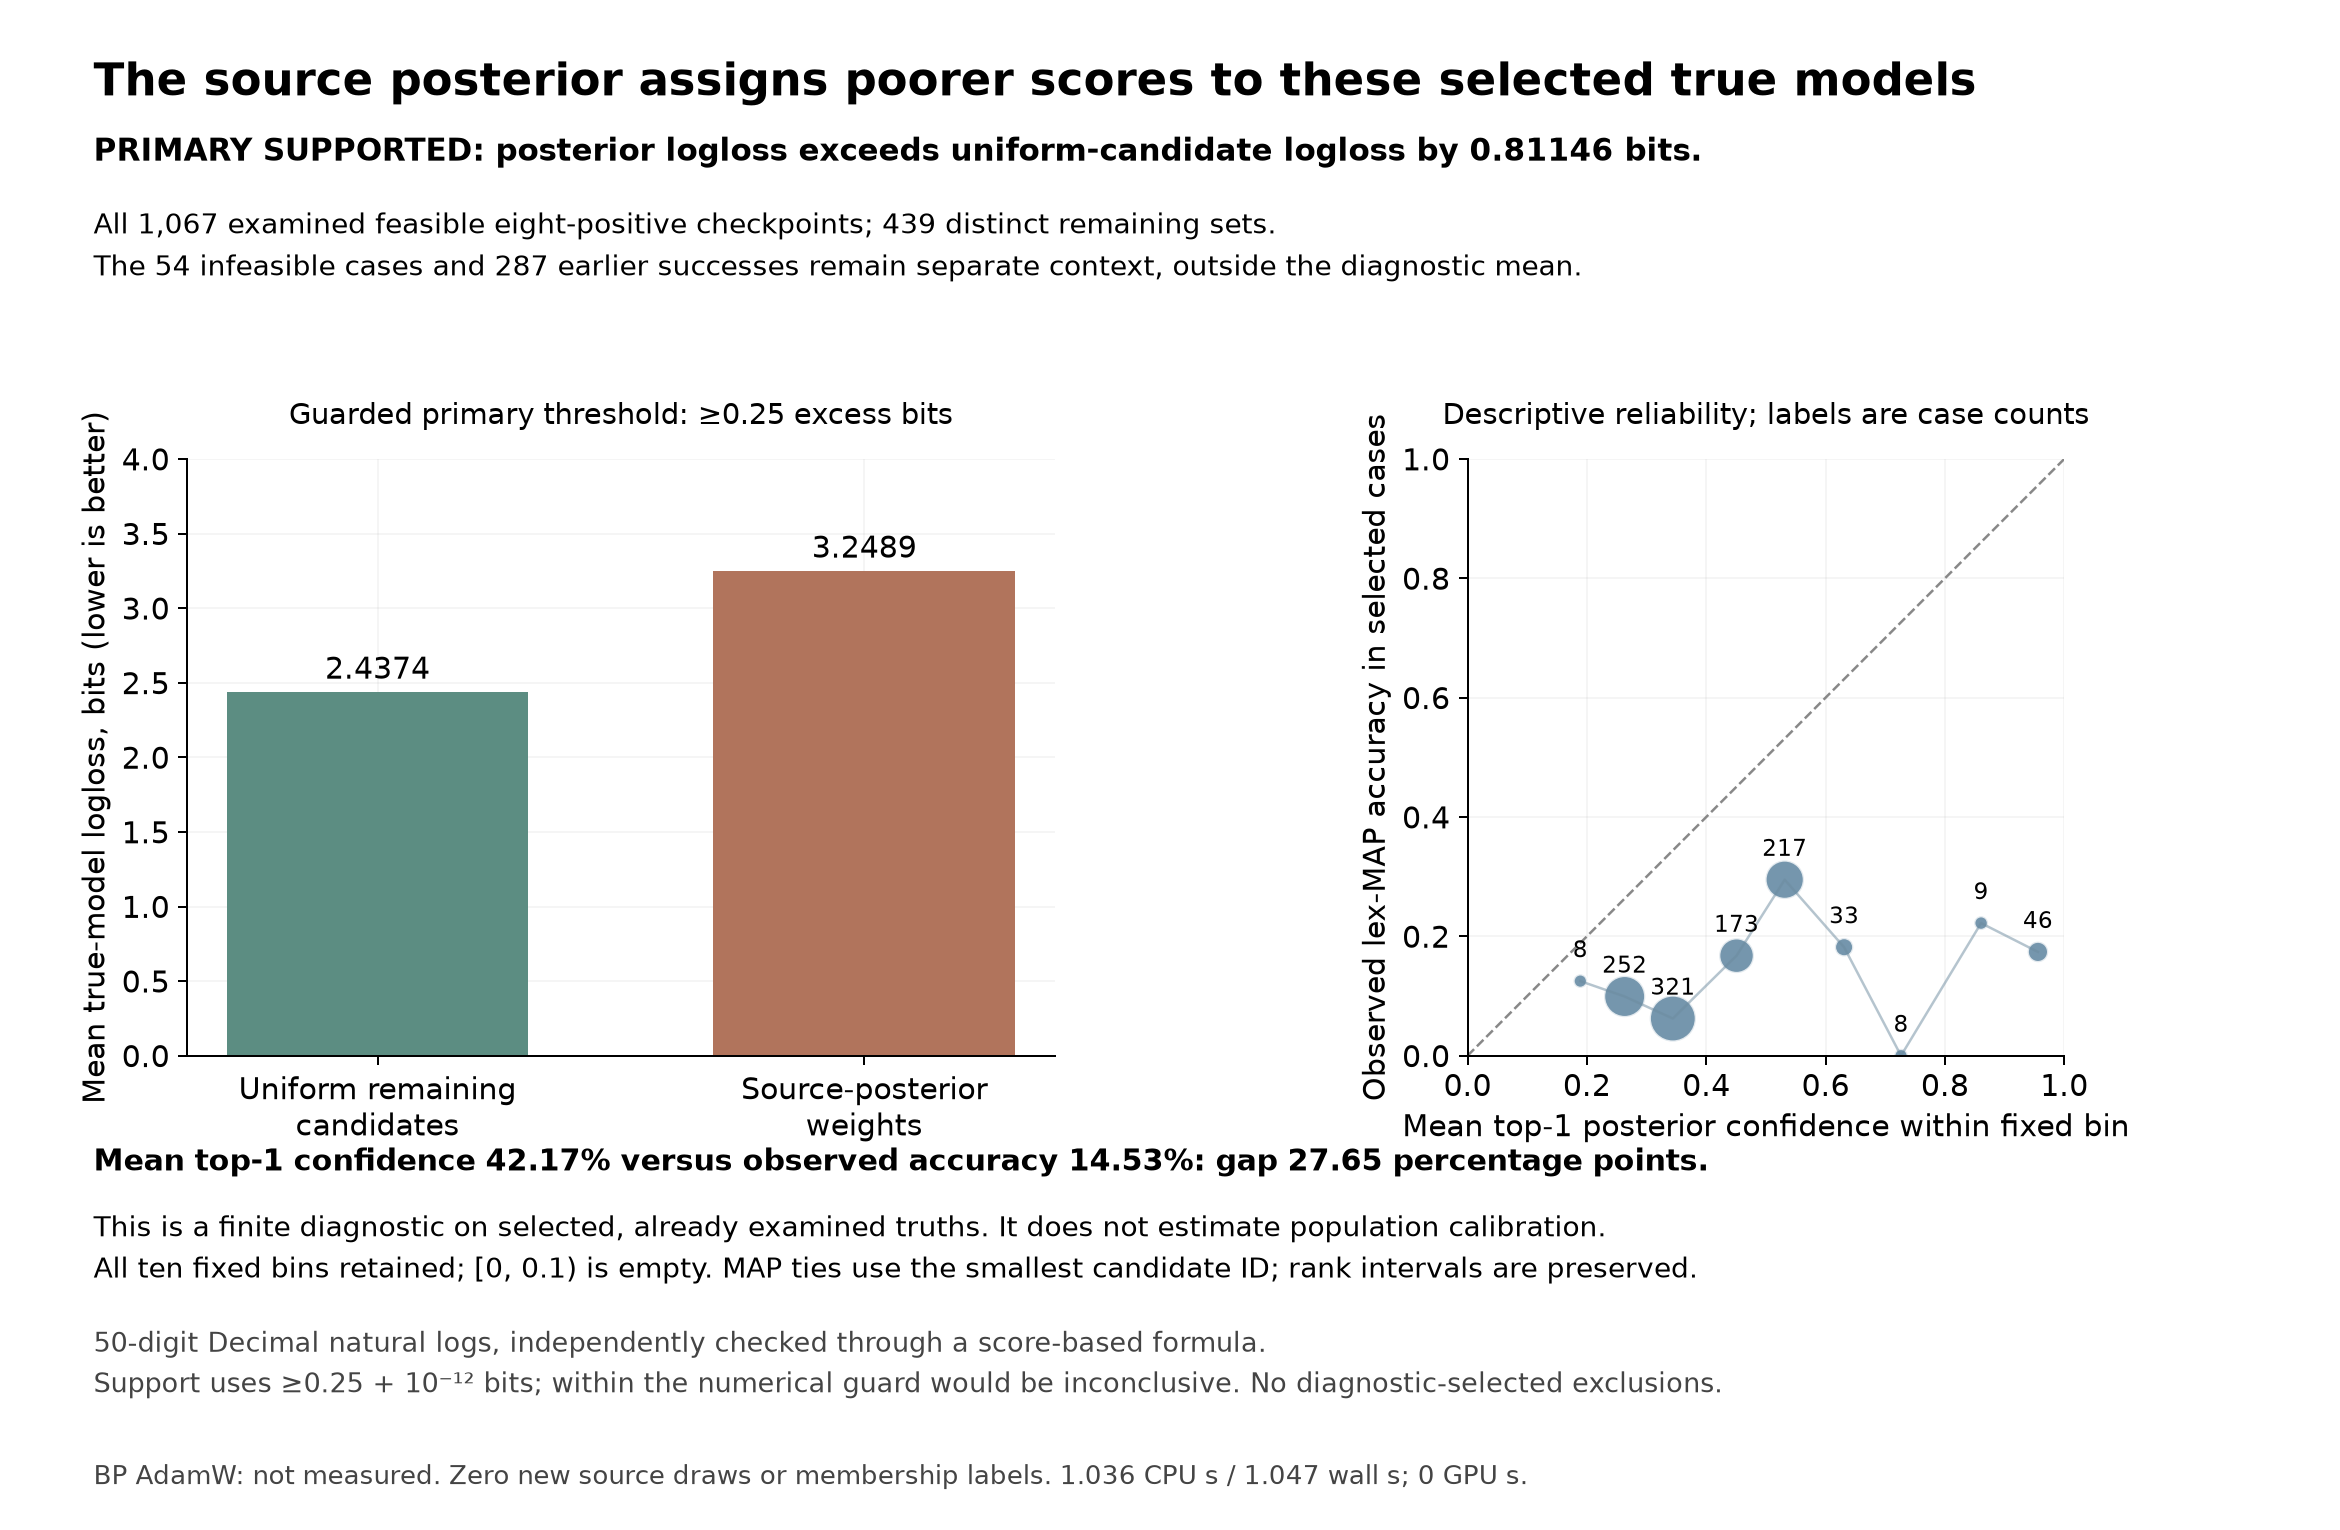 The source posterior assigns poorer scores to these selected true models
PRIMARY SUPPORTED: posterior logloss exceeds uniform-candidate logloss by 0.81146 bits.
All 1,067 examined feasible eight-positive checkpoints; 439 distinct remaining sets.
The 54 infeasible cases and 287 earlier successes remain separate context, outside the diagnostic mean.
Guarded primary threshold: ≥0.25 excess bits
Mean true-model logloss, bits (lower is better)
4.0
3.5
3.0
2.5
2.0
1.5
1.0
0.5
0.0
2.4374
3.2489
Uniform remaining
candidates
Source-posterior
weights
Descriptive reliability; labels are case counts
Observed lex-MAP accuracy in selected cases
1.0
0.8
0.6
0.4
0.2
0.0
8
252
321
173
217
33
8
9
46
0.0
0.2
0.4
0.6
0.8
1.0
Mean top-1 posterior confidence within fixed bin
Mean top-1 confidence 42.17% versus observed accuracy 14.53%: gap 27.65 percentage points.
This is a finite diagnostic on selected, already examined truths. It does not estimate population calibration.
All ten fixed bins retained; [0, 0.1) is empty. MAP ties use the smallest candidate ID; rank intervals are preserved.
50-digit Decimal natural logs, independently checked through a score-based formula.
Support uses ≥0.25 + 10⁻¹² bits; within the numerical guard would be inconclusive. No diagnostic-selected exclusions.
BP AdamW: not measured. Zero new source draws or membership labels. 1.036 CPU s / 1.047 wall s; 0 GPU s.